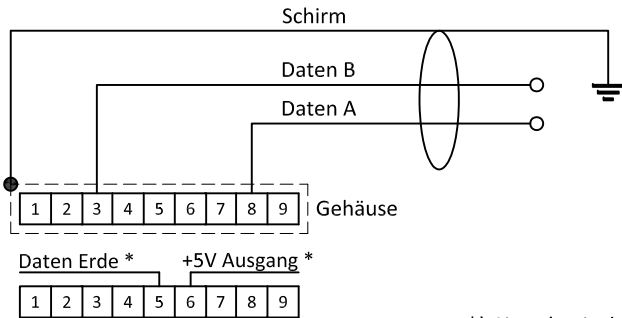 Schirm
Daten B
Daten A
1 2 3 4 5 6 7 8 9 Gehäuse
Daten Erde * +5V Ausgang *
1 2 3 4 5 6 7 8 9